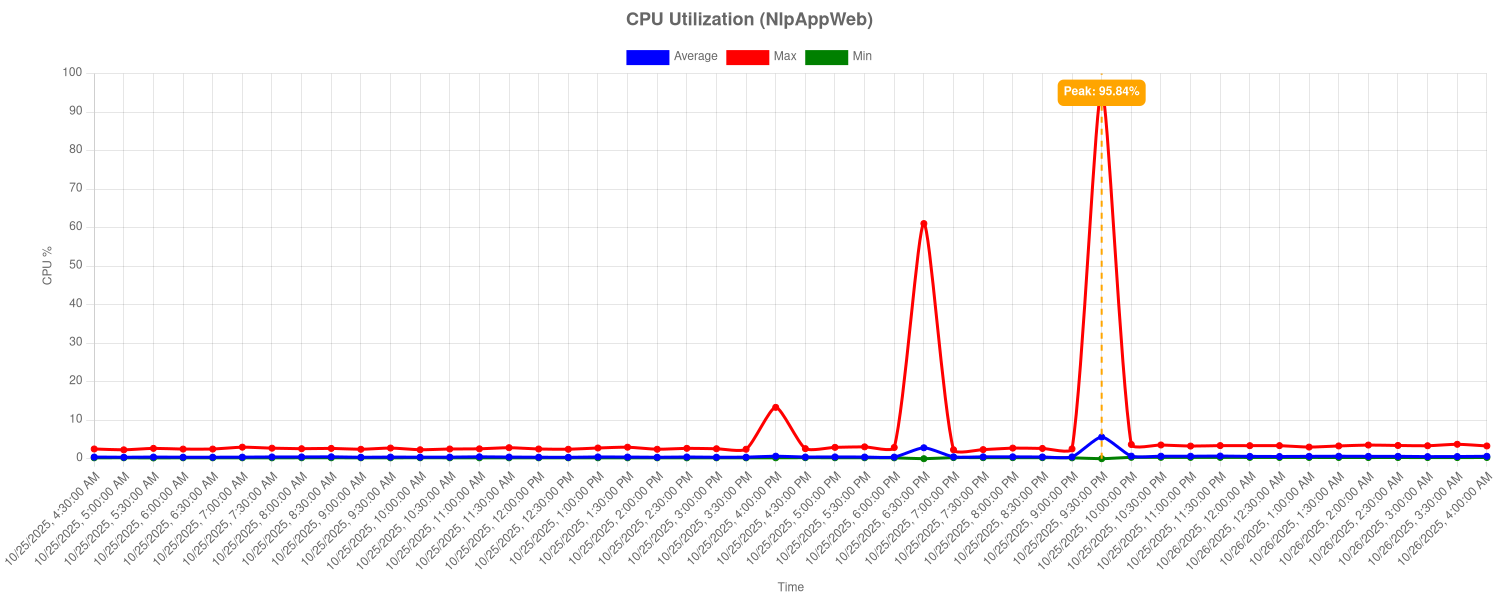 CPU Utilization (NlpAppWeb)
Average Max Min
Peak: 95.84%
100
90
80
70
60
50
40
30
20
10
0
CPU %
10/25/2025, 4:30:00 AM
10/25/2025, 5:00:00 AM
10/25/2025, 5:30:00 AM
10/25/2025, 6:00:00 AM
10/25/2025, 6:30:00 AM
10/25/2025, 7:00:00 AM
10/25/2025, 7:30:00 AM
10/25/2025, 8:00:00 AM
10/25/2025, 8:30:00 AM
10/25/2025, 9:00:00 AM
10/25/2025, 9:30:00 AM
10/25/2025, 10:00:00 AM
10/25/2025, 10:30:00 AM
10/25/2025, 11:00:00 AM
10/25/2025, 11:30:00 AM
10/25/2025, 12:00:00 PM
10/25/2025, 12:30:00 PM
10/25/2025, 1:00:00 PM
10/25/2025, 1:30:00 PM
10/25/2025, 2:00:00 PM
10/25/2025, 2:30:00 PM
10/25/2025, 3:00:00 PM
10/25/2025, 3:30:00 PM
10/25/2025, 4:00:00 PM
10/25/2025, 4:30:00 PM
10/25/2025, 5:00:00 PM
10/25/2025, 5:30:00 PM
10/25/2025, 6:00:00 PM
10/25/2025, 6:30:00 PM
10/25/2025, 7:00:00 PM
10/25/2025, 7:30:00 PM
10/25/2025, 8:00:00 PM
10/25/2025, 8:30:00 PM
10/25/2025, 9:00:00 PM
10/25/2025, 9:30:00 PM
10/25/2025, 10:00:00 PM
10/25/2025, 10:30:00 PM
10/25/2025, 11:00:00 PM
10/25/2025, 11:30:00 PM
10/26/2025, 12:00:00 AM
10/26/2025, 12:30:00 AM
10/26/2025, 1:00:00 AM
10/26/2025, 1:30:00 AM
10/26/2025, 2:00:00 AM
10/26/2025, 2:30:00 AM
10/26/2025, 3:00:00 AM
10/26/2025, 3:30:00 AM
10/26/2025, 4:00:00 AM
Time